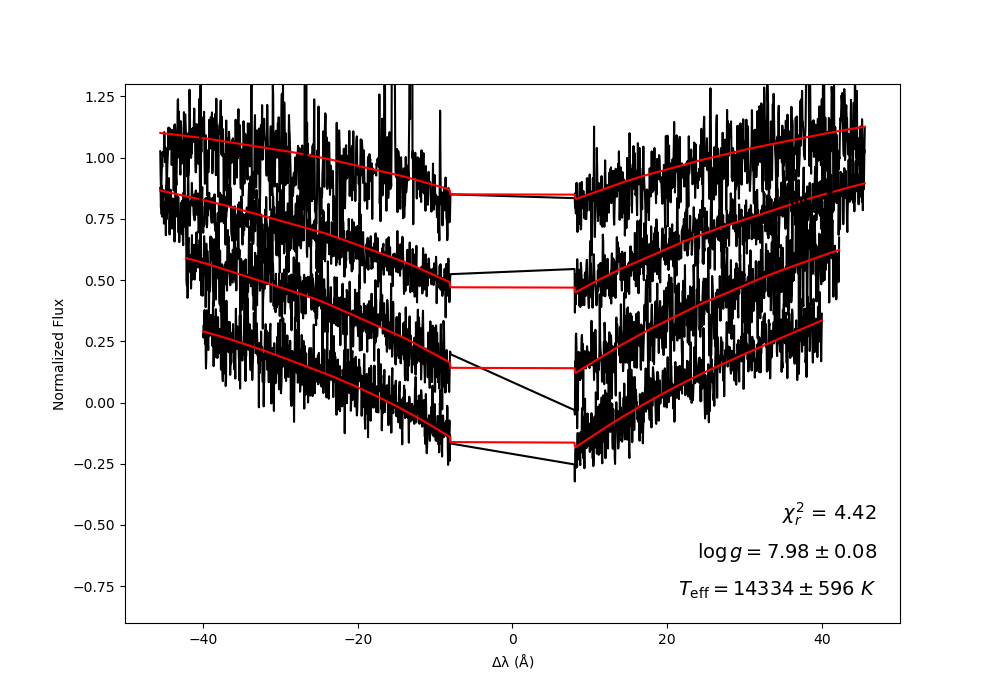 1.25
1.00
0.75
0.50
0.25
0.00
−0.25
−0.50
−0.75
Normalized Flux
χ²ᵣ = 4.42
log g = 7.98 ± 0.08
T_eff = 14334 ± 596 K
−40
−20
0
20
40
Δλ (Å)